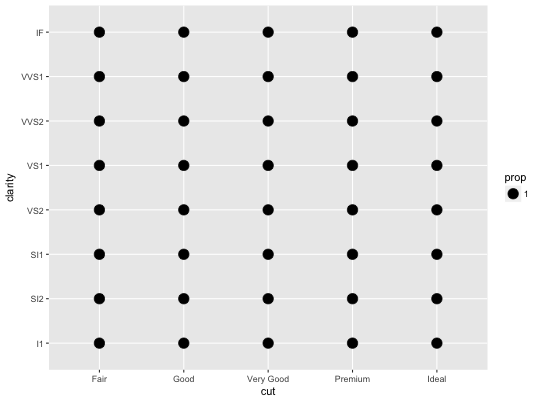 IF
VVS1
VVS2
VS1
VS2
SI1
SI2
I1
clarity
Fair Good Very Good Premium Ideal
cut
prop
1